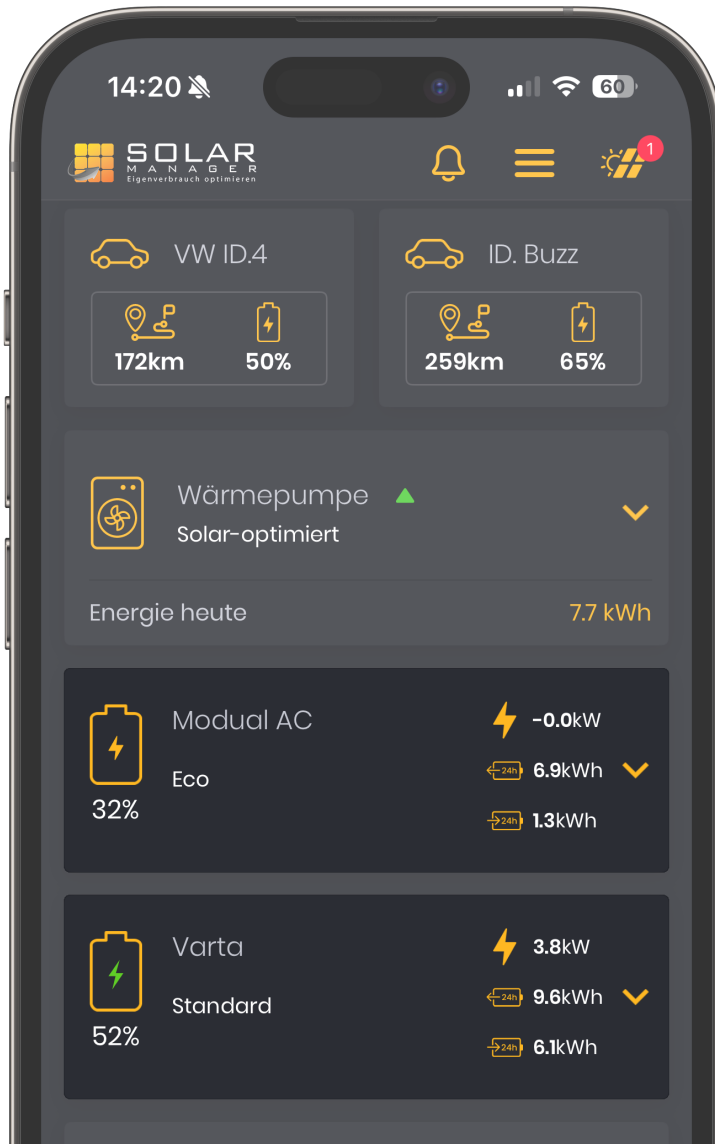 14:20
60
SOLAR
MANAGER
Eigenverbrauch optimieren
1
VW ID.4
ID. Buzz
172km 50%
259km 65%
Wärmepumpe
Solar-optimiert
Energie heute 7.7 kWh
Modual AC
-0.0kW
Eco
24h 6.9kWh
32%
24h 1.3kWh
Varta
3.8kW
Standard
24h 9.6kWh
52%
24h 6.1kWh